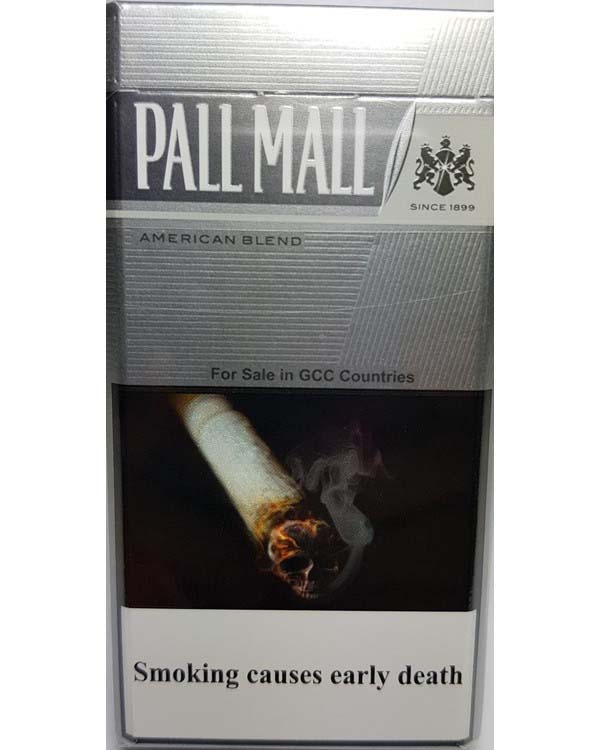 PALL MALL
SINCE 1899
AMERICAN BLEND
For Sale in GCC Countries
Smoking causes early death